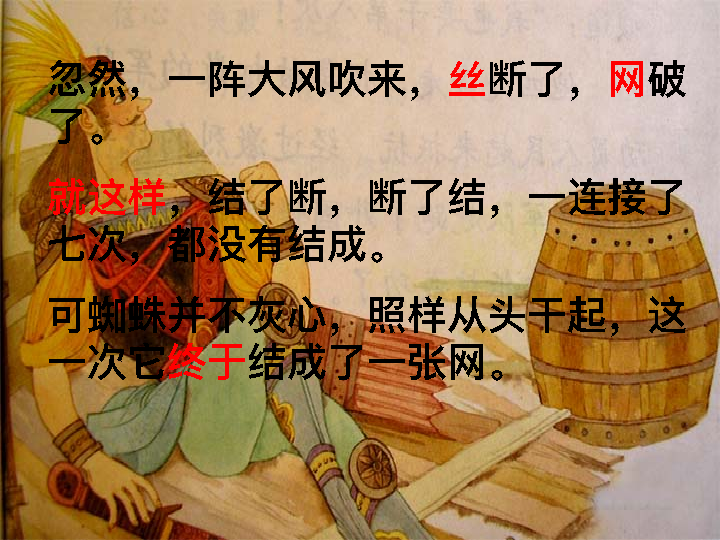 忽然，一阵大风吹来，丝断了，网破
了。
就这样，结了断，断了结，一连接了
七次，都没有结成。
可蜘蛛并不灰心，照样从头干起，这
一次它终于结成了一张网。